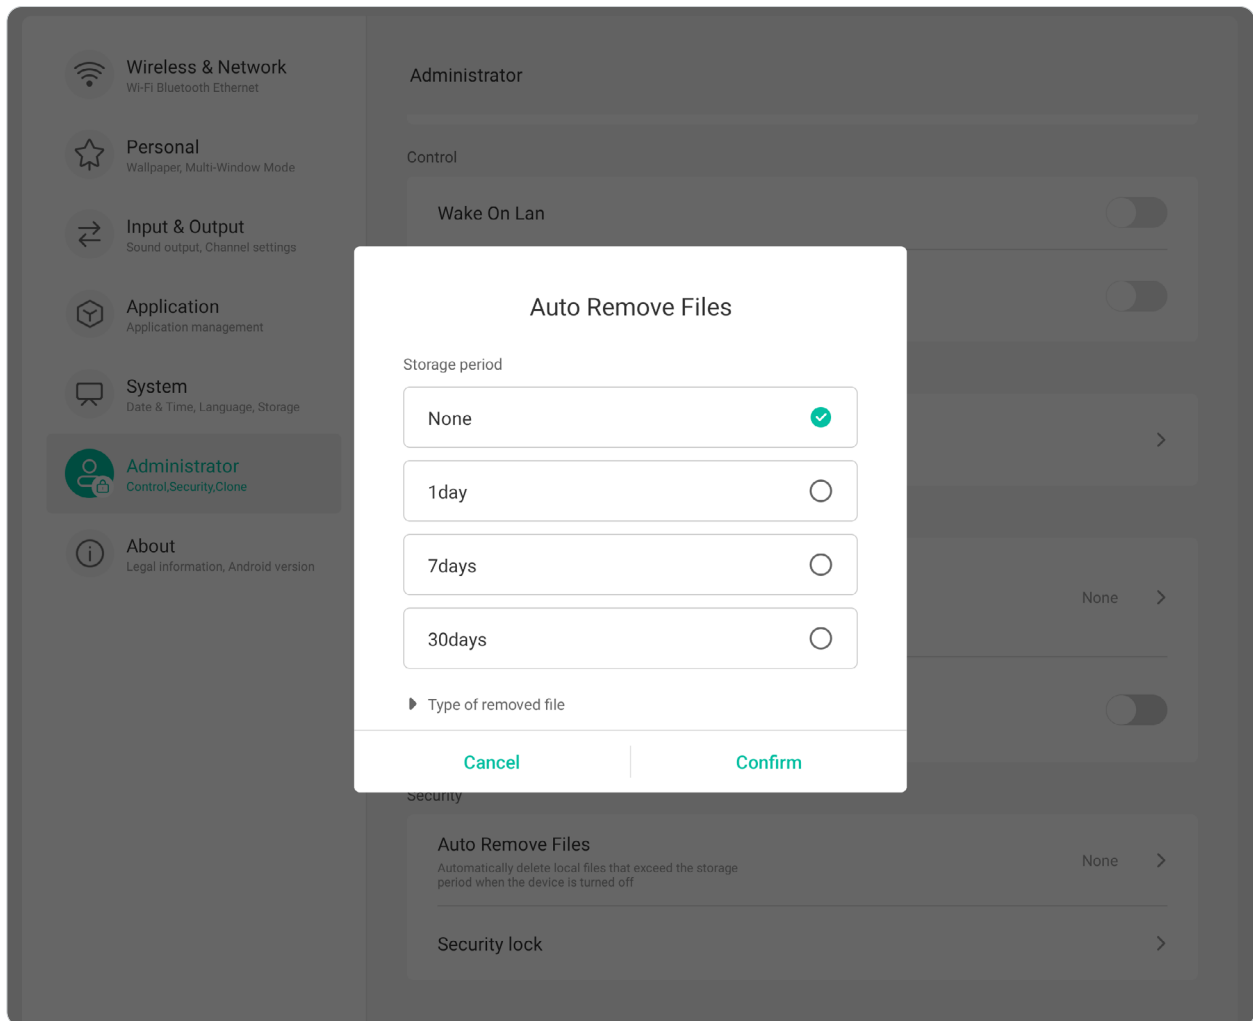 Wireless & Network
Wi-Fi Bluetooth Ethernet
Personal
Wallpaper, Multi-Window Mode
Input & Output
Sound output, Channel settings
Application
Application management
System
Date & Time, Language, Storage
Administrator
Control,Security,Clone
About
Legal information, Android version
Administrator
Control
Wake On Lan
None
Security
Auto Remove Files
Automatically delete local files that exceed the storage
period when the device is turned off
None
Security lock
Auto Remove Files
Storage period
None
1day
7days
30days
Type of removed file
Cancel
Confirm